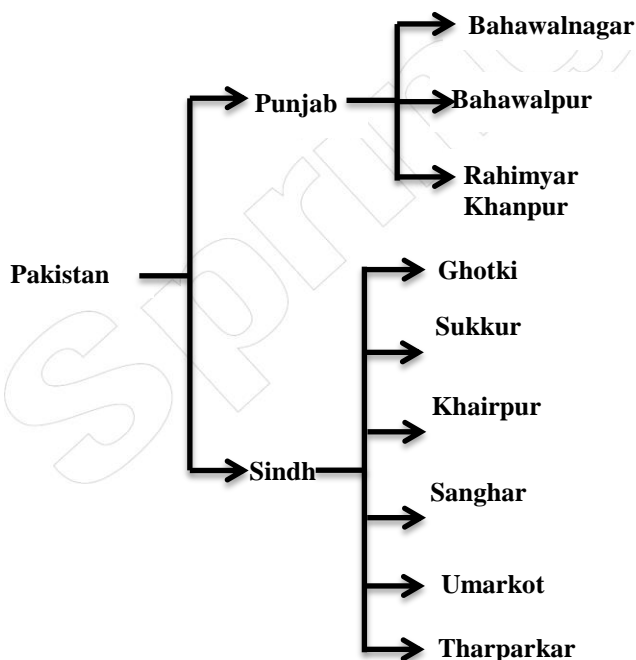 Bahawalnagar
Punjab
Bahawalpur
Rahimyar
Khanpur
Pakistan
Ghotki
Sukkur
Khairpur
Sindh
Sanghar
Umarkot
Tharparkar